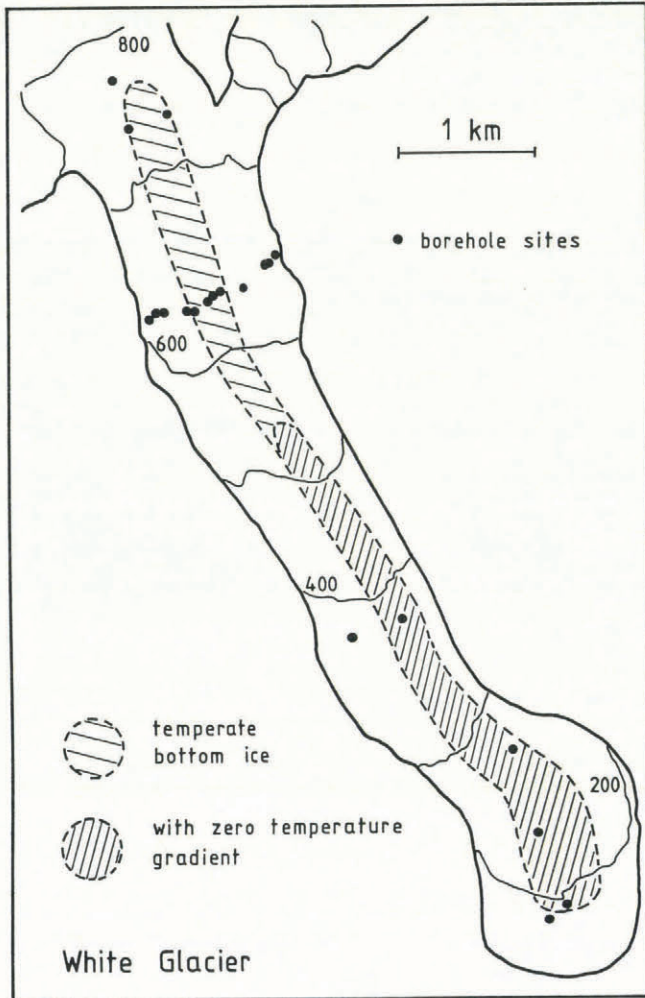 800
1 km
borehole sites
600
400
temperate
bottom ice
200
with zero temperature
gradient
White Glacier